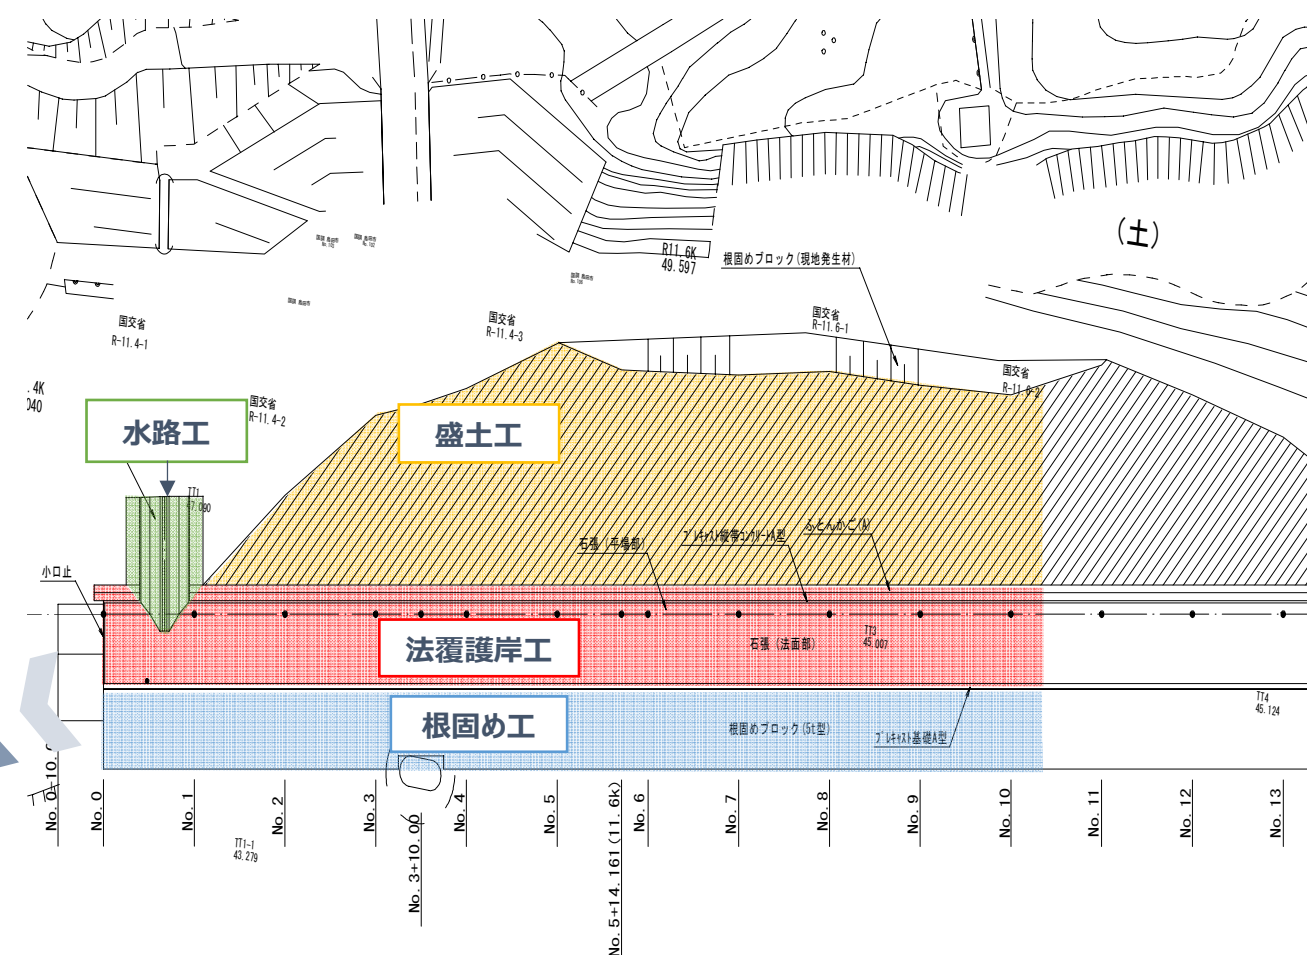 (土)
R11.6K
49.597
根固めブロック(現地発生材)
国交省
R-11.4-1
国交省
R-11.4-3
国交省
R-11.6-1
国交省
R-11.6-2
.4K
040
国交省
R-11.4-2
水路工
盛土工
TT1
47.090
石張(平場部)
プレキャスト縦帯コンクリートA型
ふとんかご(A)
小口止
法覆護岸工
石張(法面部)
TT3
45.007
根固め工
根固めブロック(5t型)
プレキャスト基礎A型
TT4
45.124
No.0
No.1
No.2
No.3
No.3+10.00
No.4
No.5
No.5+14.161(11.6k)
No.6
No.7
No.8
No.9
No.10
No.11
No.12
No.13
TT1-1
43.279